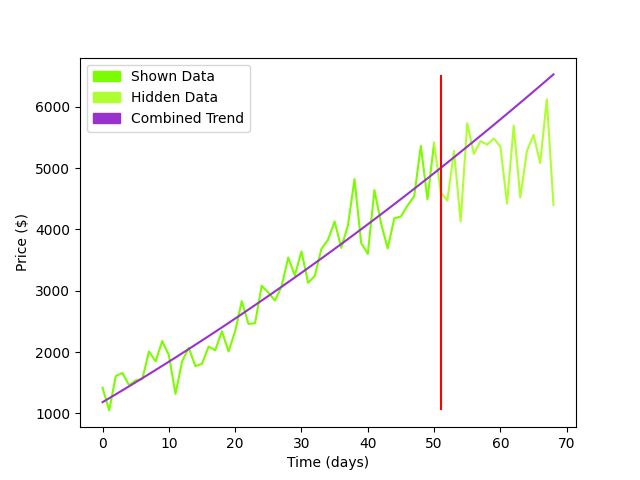 Shown Data
Hidden Data
Combined Trend
6000
5000
4000
3000
2000
1000
Price ($)
0 10 20 30 40 50 60 70
Time (days)